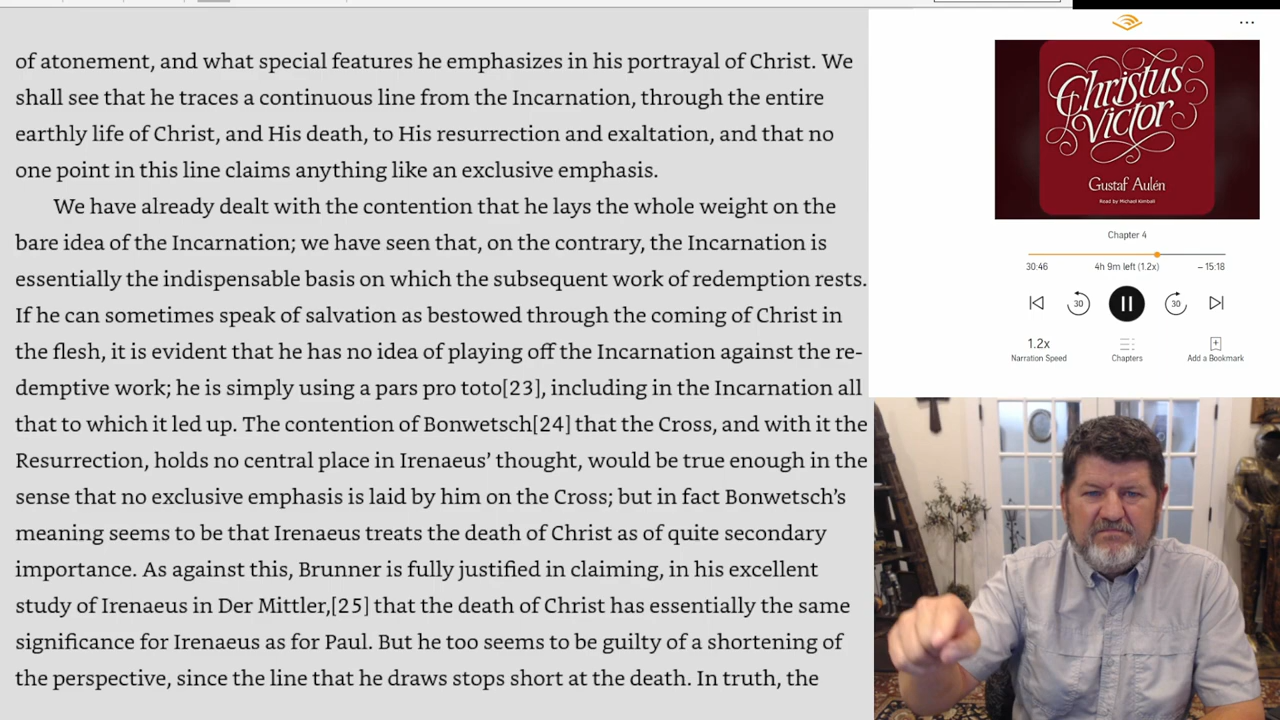 of atonement, and what special features he emphasizes in his portrayal of Christ. We
shall see that he traces a continuous line from the Incarnation, through the entire
earthly life of Christ, and His death, to His resurrection and exaltation, and that no
one point in this line claims anything like an exclusive emphasis.
We have already dealt with the contention that he lays the whole weight on the
bare idea of the Incarnation; we have seen that, on the contrary, the Incarnation is
essentially the indispensable basis on which the subsequent work of redemption rests.
If he can sometimes speak of salvation as bestowed through the coming of Christ in
the flesh, it is evident that he has no idea of playing off the Incarnation against the re-
demptive work; he is simply using a pars pro toto[23], including in the Incarnation all
that to which it led up. The contention of Bonwetsch[24] that the Cross, and with it the
Resurrection, holds no central place in Irenaeus’ thought, would be true enough in the
sense that no exclusive emphasis is laid by him on the Cross; but in fact Bonwetsch’s
meaning seems to be that Irenaeus treats the death of Christ as of quite secondary
importance. As against this, Brunner is fully justified in claiming, in his excellent
study of Irenaeus in Der Mittler,[25] that the death of Christ has essentially the same
significance for Irenaeus as for Paul. But he too seems to be guilty of a shortening of
the perspective, since the line that he draws stops short at the death. In truth, the
Christus
Victor
Gustaf Aulén
Read by Michael Kimball
Chapter 4
30:46 4h 9m left (1.2x) – 15:18
30 30
1.2x
Narration Speed Chapters Add a Bookmark